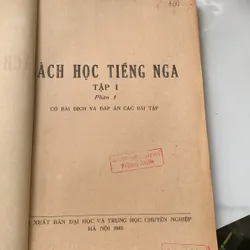 ÁCH HỌC TIẾNG NGA
TẬP I
Phần 1
CÓ BÀI DỊCH VÀ ĐÁP ÁN CÁC BÀI TẬP
XUẤT BẢN ĐẠI HỌC VÀ TRUNG HỌC CHUYÊN NGHIỆP
HÀ NỘI